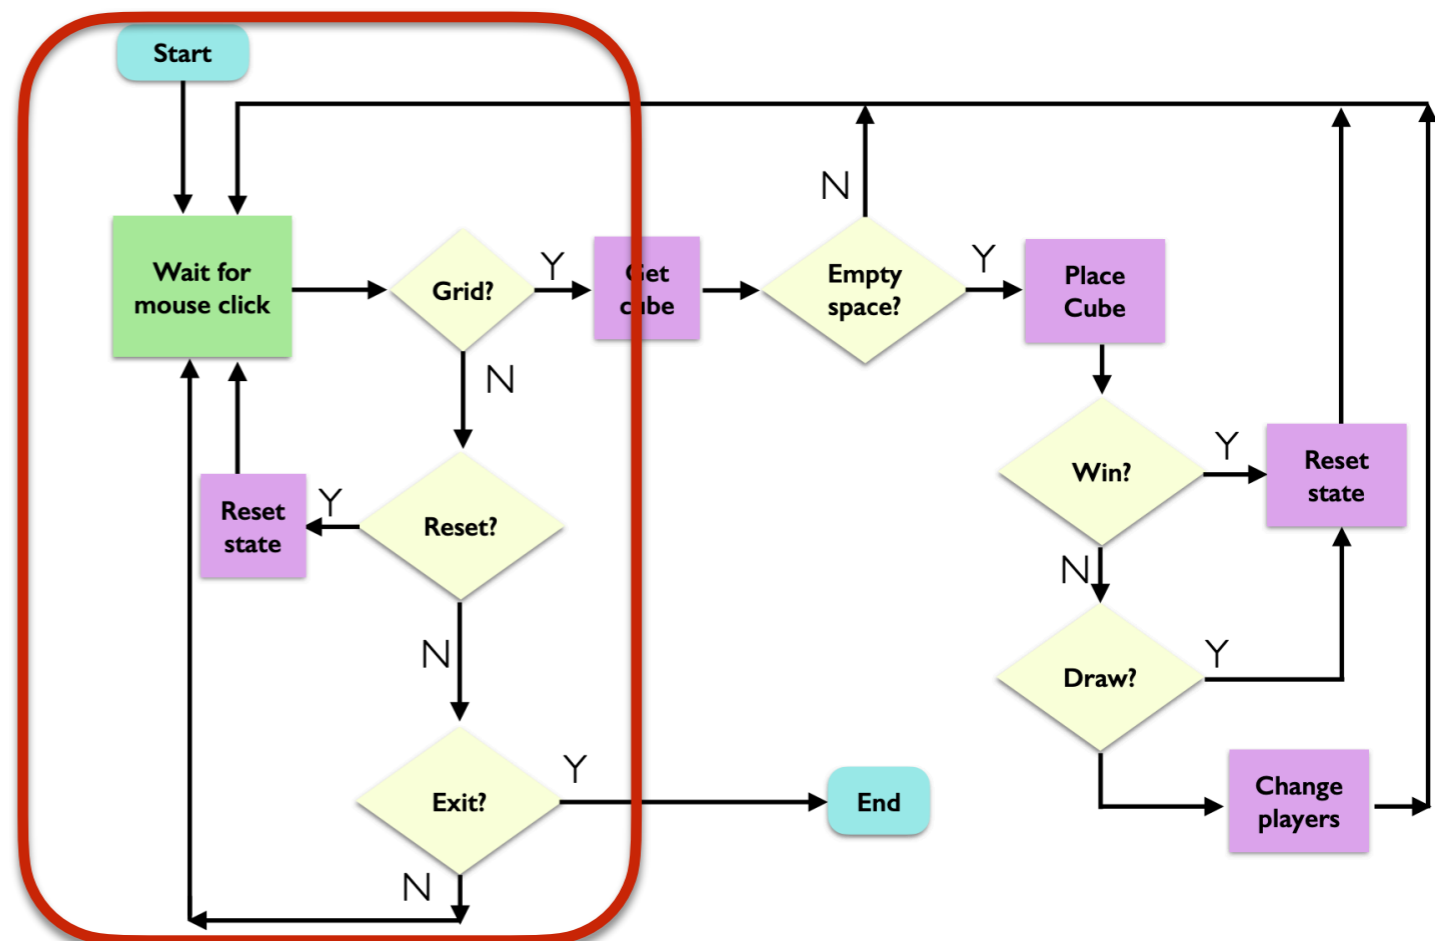 Start
N
Wait for
mouse click
Grid?
Y
Get
cube
Empty
space?
Y
Place
Cube
N
Win?
Y
Reset
state
Reset
state
Y
Reset?
N
N
Draw?
Y
Y
Exit?
End
Change
players
N